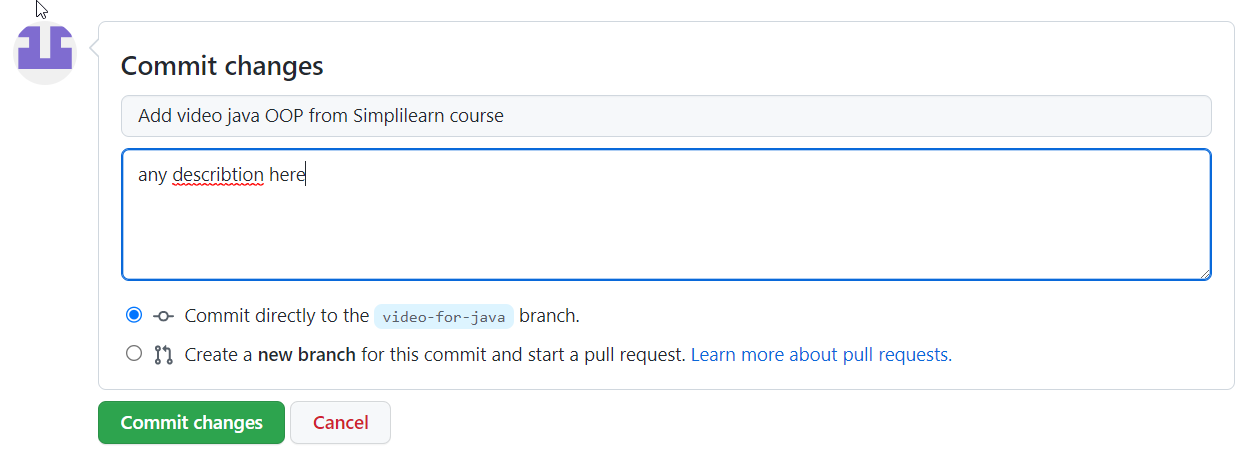 Commit changes
Add video java OOP from Simplilearn course
any describtion here
Commit directly to the video-for-java branch.
Create a new branch for this commit and start a pull request. Learn more about pull requests.
Commit changes Cancel